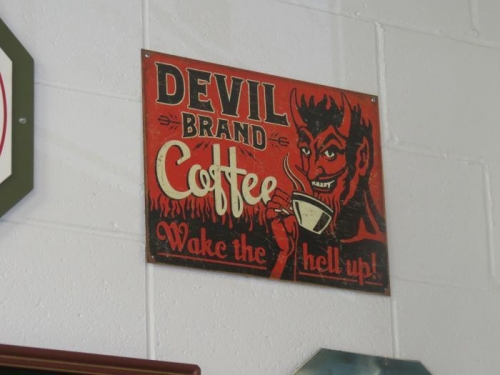 DEVIL
BRAND
Coffee
Wake the hell up!